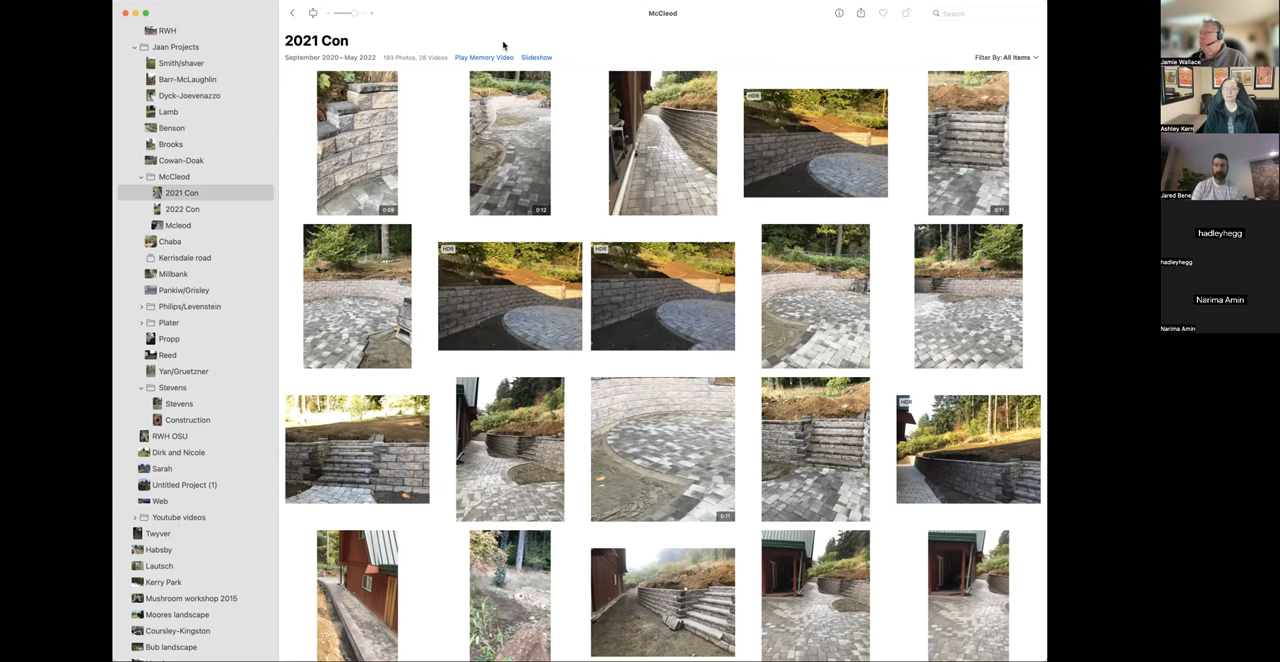 McCleod
Search
RWH
Jaan Projects
Smith/shaver
Barr-McLaughlin
Dyck-Joevenazzo
Lamb
Benson
Brooks
Cowan-Doak
McCleod
2021 Con
2022 Con
Mcleod
Chaba
Kerrisdale road
Millbank
Pankiw/Grisley
Philips/Levenstein
Plater
Propp
Reed
Yan/Gruetzner
Stevens
Stevens
Construction
RWH OSU
Dirk and Nicole
Sarah
Untitled Project (1)
Web
Youtube videos
Twyver
Habsby
Lautsch
Kerry Park
Mushroom workshop 2015
Moores landscape
Coursley-Kingston
Bub landscape
2021 Con
September 2020–May 2022 193 Photos, 28 Videos Play Memory Video Slideshow Filter By: All Items
HDR
0:09
0:12
0:11
HDR
HDR
HDR
0:11
Jamie Wallace
Ashley Kern
Jared Bene
hadleyhegg
hadleyhegg
Narima Amin
Narima Amin